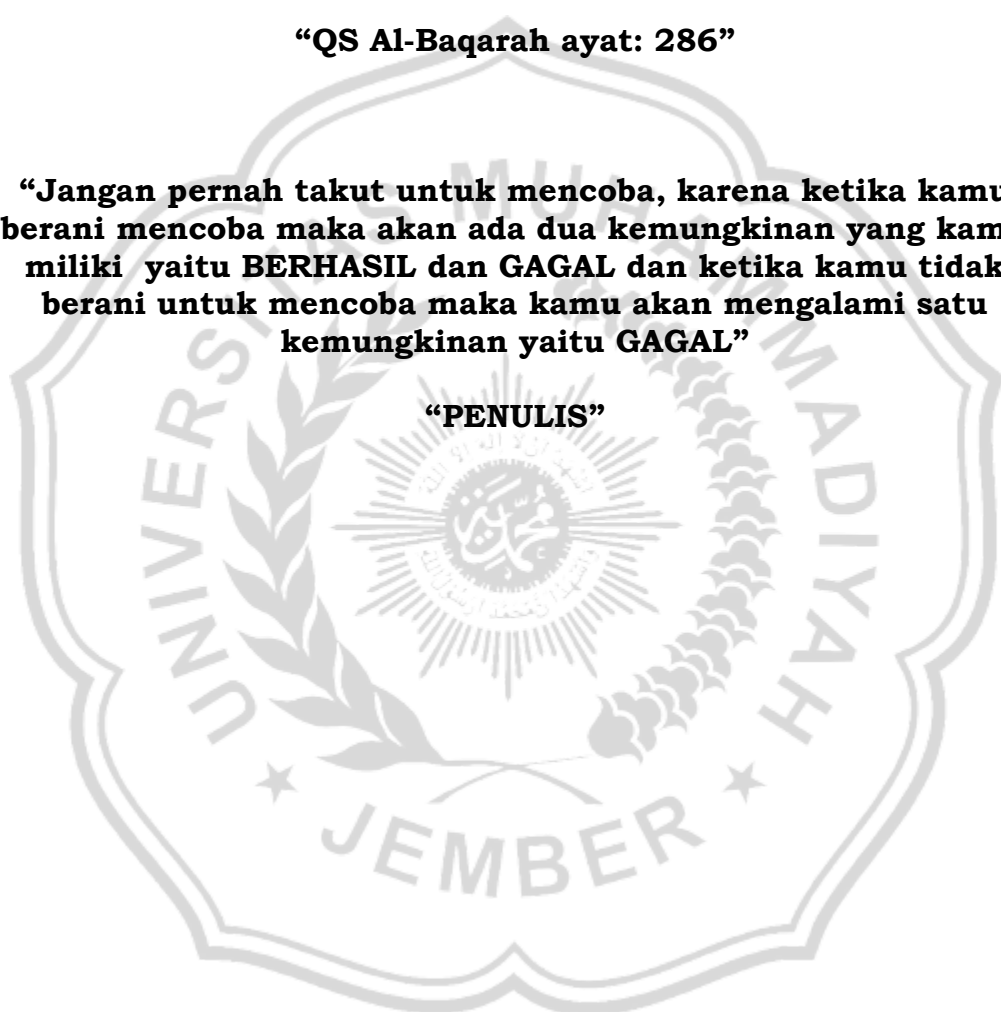 “QS Al-Baqarah ayat: 286”
“Jangan pernah takut untuk mencoba, karena ketika kamu
berani mencoba maka akan ada dua kemungkinan yang kam
miliki  yaitu BERHASIL dan GAGAL dan ketika kamu tidak
berani untuk mencoba maka kamu akan mengalami satu
kemungkinan yaitu GAGAL”
“PENULIS”
UNIVERSITAS MUHAMMADIYAH
JEMBER